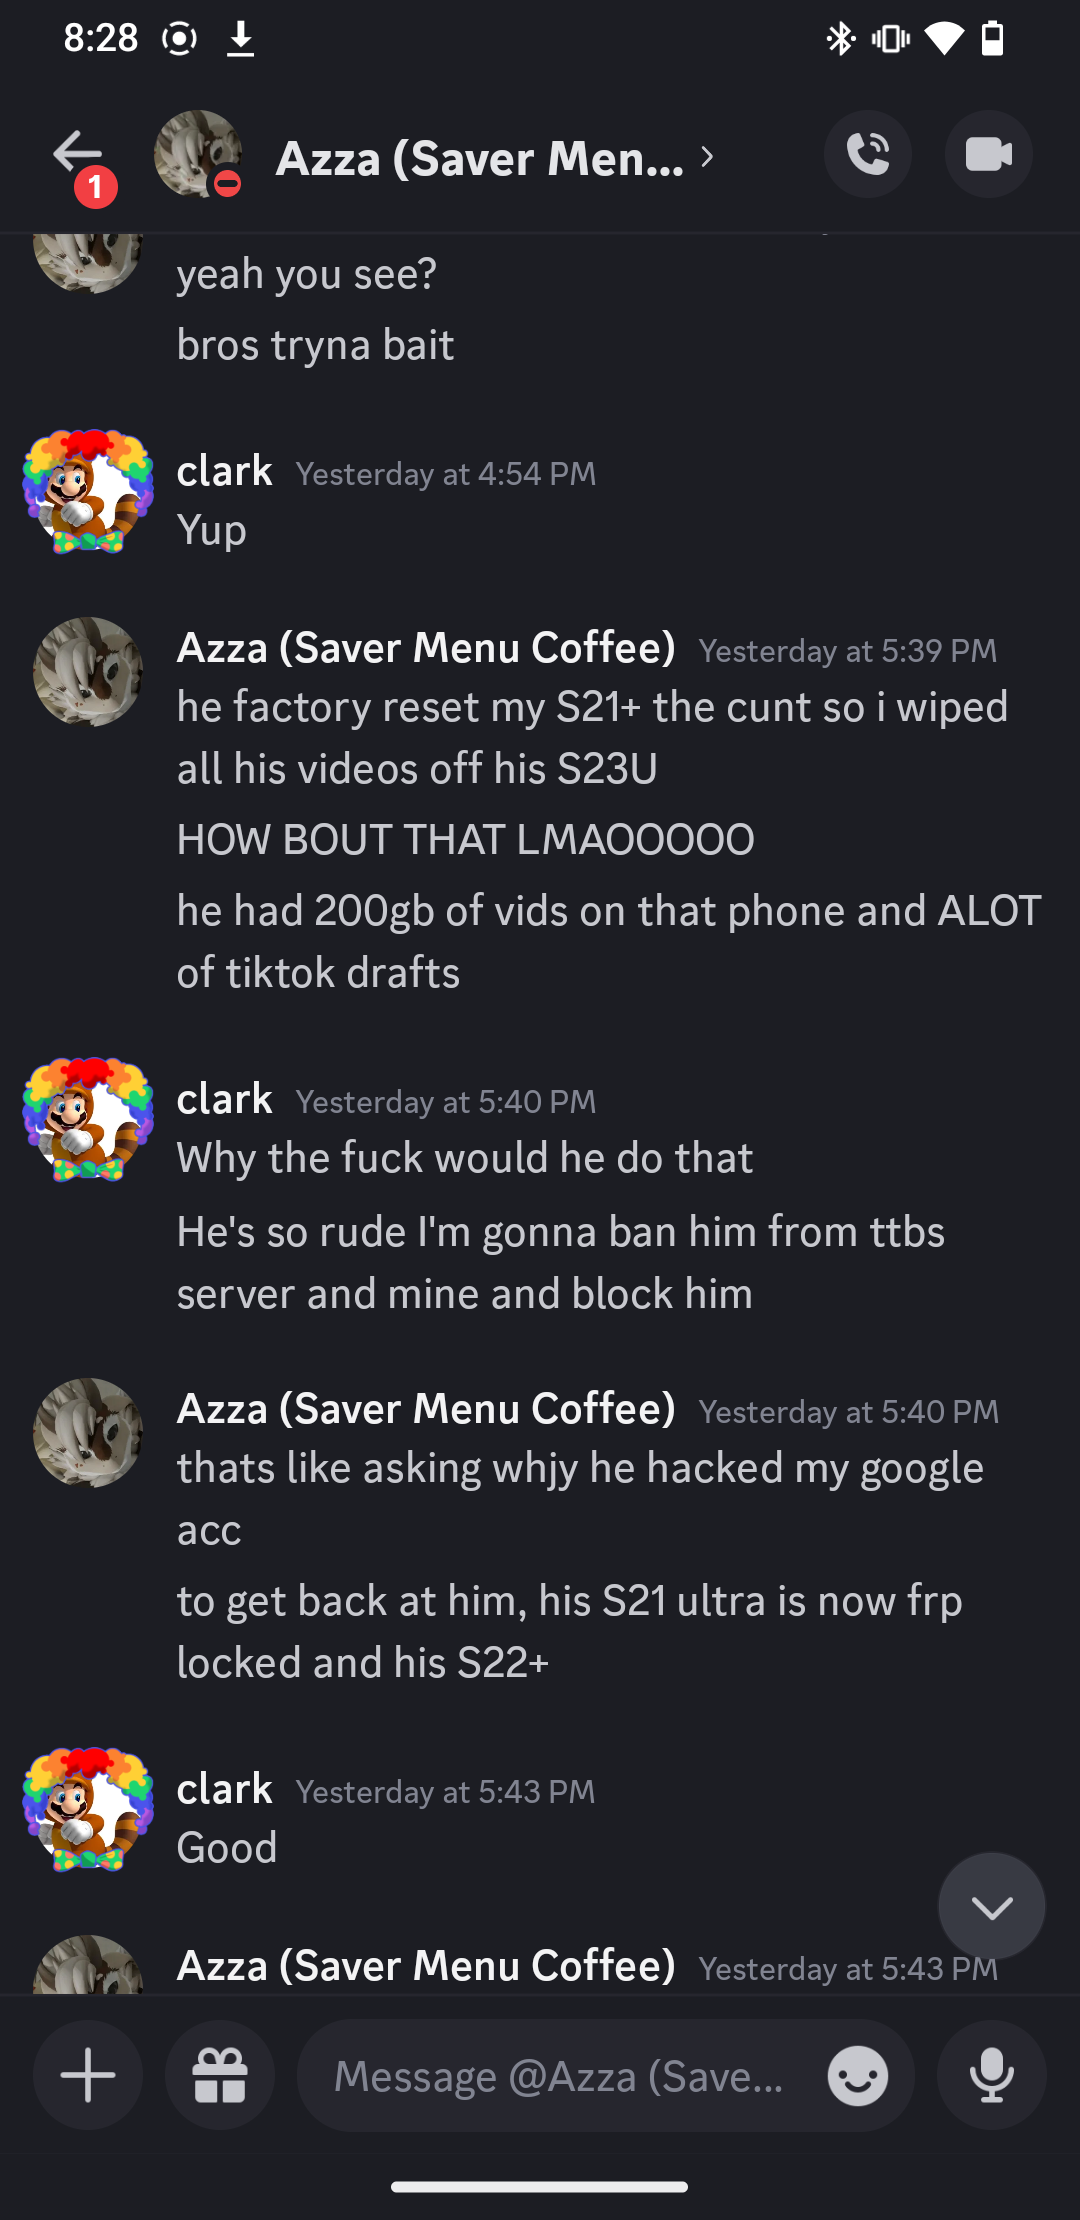 8:28
1
Azza (Saver Men...
yeah you see?
bros tryna bait
clark Yesterday at 4:54 PM
Yup
Azza (Saver Menu Coffee) Yesterday at 5:39 PM
he factory reset my S21+ the cunt so i wiped
all his videos off his S23U
HOW BOUT THAT LMAOOOOO
he had 200gb of vids on that phone and ALOT
of tiktok drafts
clark Yesterday at 5:40 PM
Why the fuck would he do that
He's so rude I'm gonna ban him from ttbs
server and mine and block him
Azza (Saver Menu Coffee) Yesterday at 5:40 PM
thats like asking whjy he hacked my google
acc
to get back at him, his S21 ultra is now frp
locked and his S22+
clark Yesterday at 5:43 PM
Good
Azza (Saver Menu Coffee) Yesterday at 5:43 PM
Message @Azza (Save...